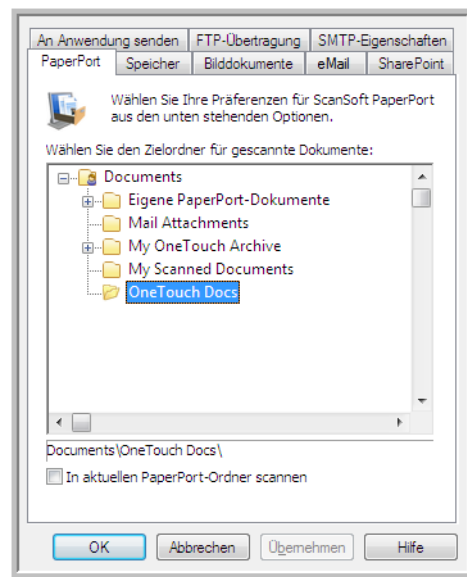 An Anwendung senden FTP-Übertragung SMTP-Eigenschaften
PaperPort Speicher Bilddokumente eMail SharePoint
Wählen Sie Ihre Präferenzen für ScanSoft PaperPort
aus den unten stehenden Optionen.
Wählen Sie den Zielordner für gescannte Dokumente:
Documents
Eigene PaperPort-Dokumente
Mail Attachments
My OneTouch Archive
My Scanned Documents
OneTouch Docs
Documents\OneTouch Docs\
In aktuellen PaperPort-Ordner scannen
OK Abbrechen Übernehmen Hilfe